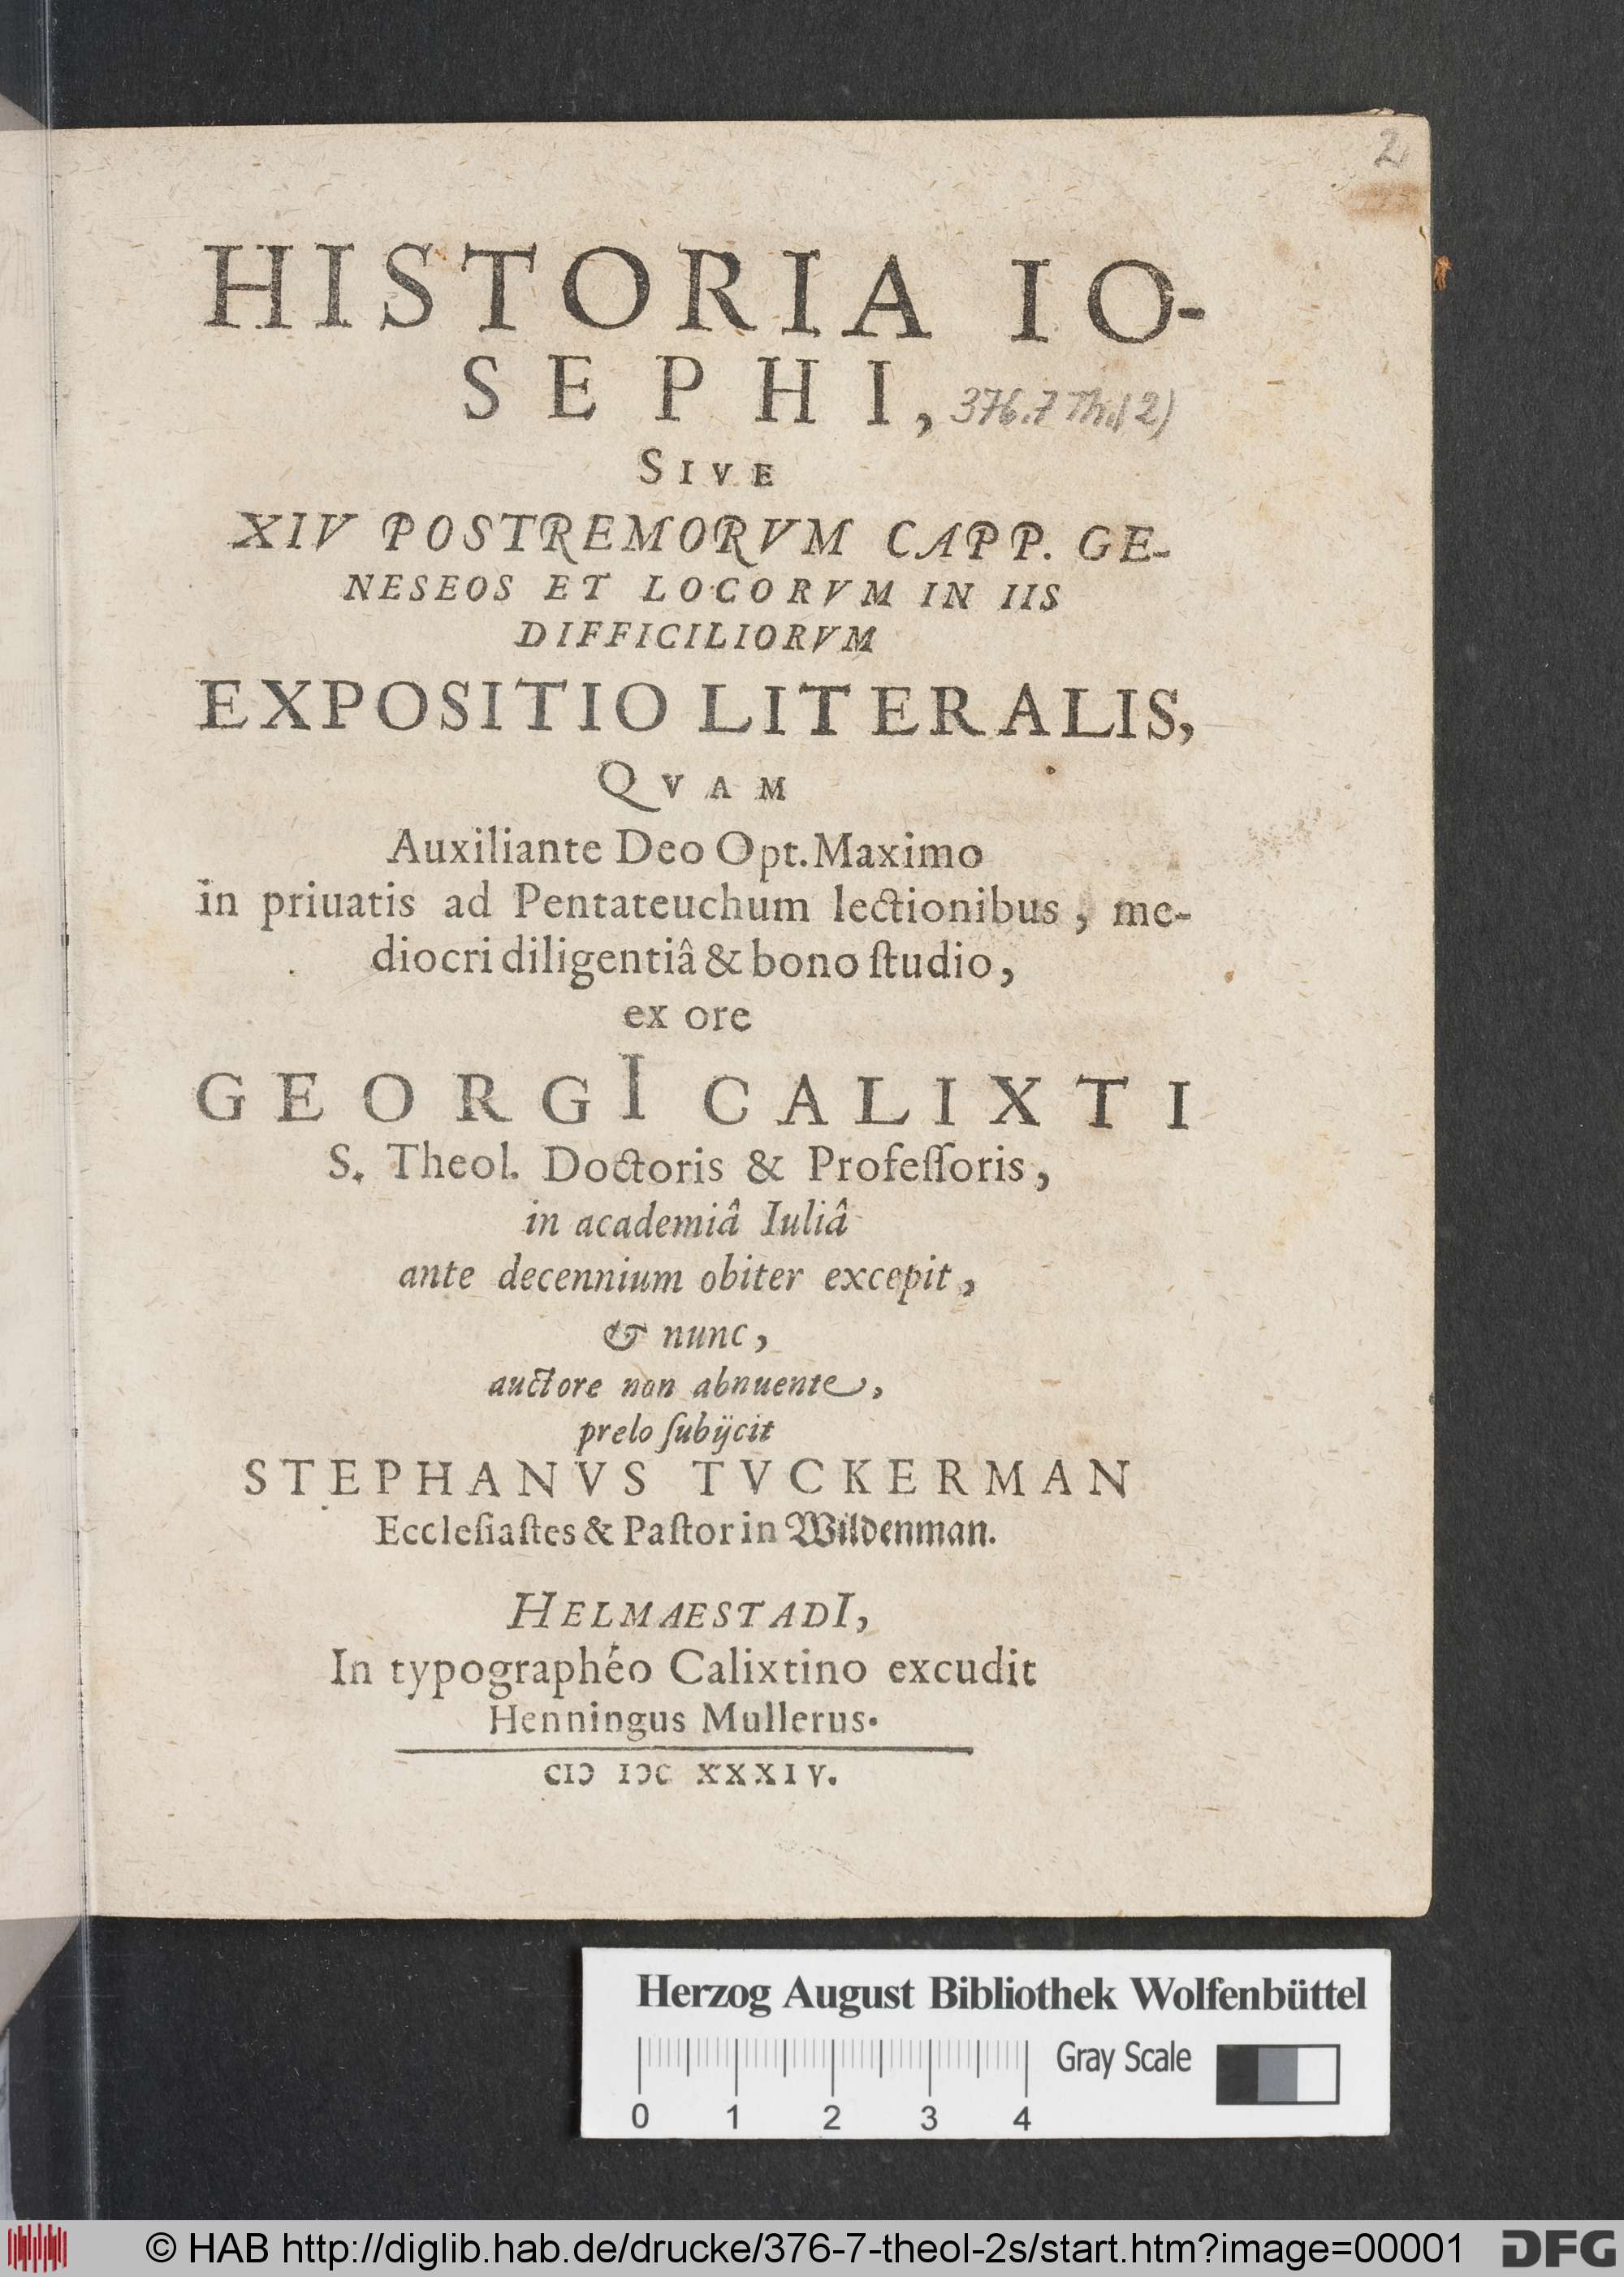 2
HISTORIA IO-
SEPHI,
376.7 Th.(2)
SIVE
XIV POSTREMORVM CAPP. GE-
NESEOS ET LOCORVM IN IIS
DIFFICILIORVM
EXPOSITIO LITERALIS,
QVAM
Auxiliante Deo Opt. Maximo
in priuatis ad Pentateuchum lectionibus, me-
diocri diligentiâ & bono ſtudio,
ex ore
GEORGI CALIXTI
S. Theol. Doctoris & Profeſſoris,
in academiâ Iuliâ
ante decennium obiter excepit,
& nunc,
auctore non abnuente,
prelo ſubijcit
STEPHANVS TVCKERMAN
Eccleſiaſtes & Paſtor in Wildenman.
HELMAESTADI,
In typographéo Calixtino excudit
Henningus Mullerus.
CIↃ IↃC XXXIV.
Herzog August Bibliothek Wolfenbüttel
0 1 2 3 4
Gray Scale
© HAB http://diglib.hab.de/drucke/376-7-theol-2s/start.htm?image=00001
DFG